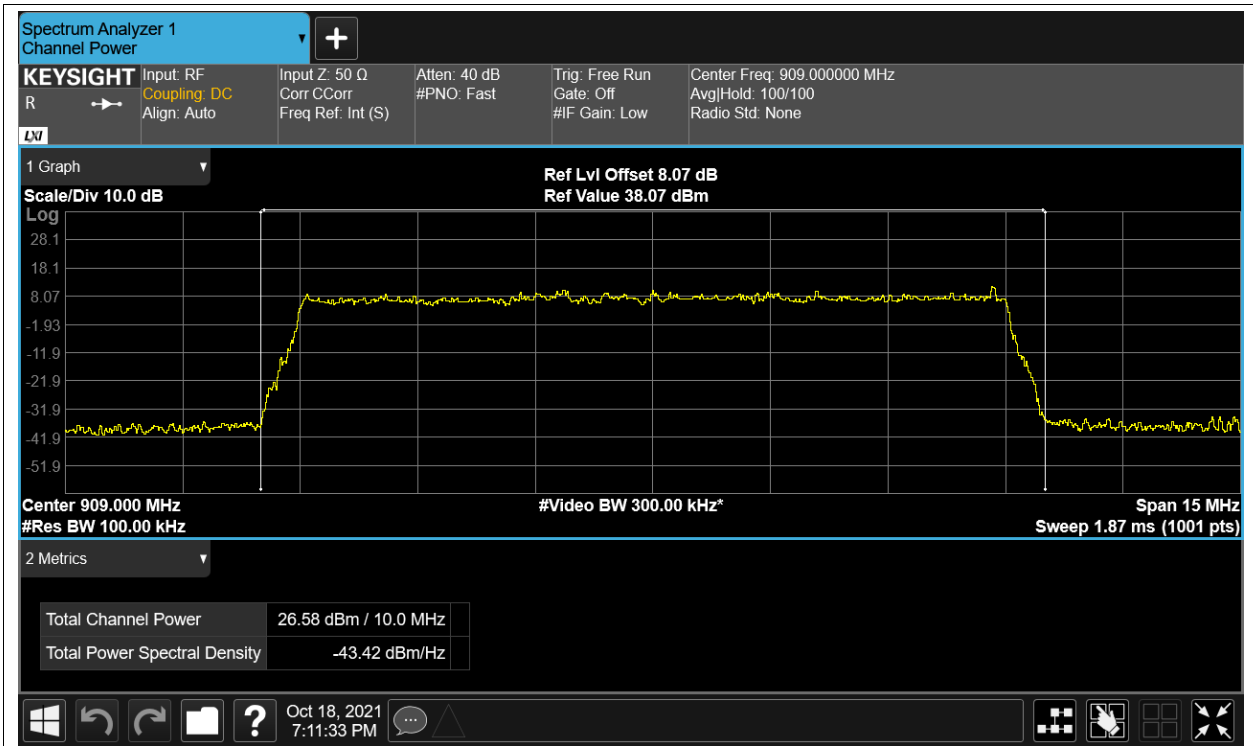 Spectrum Analyzer 1
Channel Power
KEYSIGHT Input: RF Input Z: 50 Ω Atten: 40 dB Trig: Free Run Center Freq: 909.000000 MHz
R Coupling: DC Corr CCorr #PNO: Fast Gate: Off Avg|Hold: 100/100
Align: Auto Freq Ref: Int (S) #IF Gain: Low Radio Std: None
LXI
1 Graph Ref Lvl Offset 8.07 dB
Scale/Div 10.0 dB Ref Value 38.07 dBm
Log
28.1
18.1
8.07
-1.93
-11.9
-21.9
-31.9
-41.9
-51.9
Center 909.000 MHz #Video BW 300.00 kHz* Span 15 MHz
#Res BW 100.00 kHz Sweep 1.87 ms (1001 pts)
2 Metrics
Total Channel Power 26.58 dBm / 10.0 MHz
Total Power Spectral Density -43.42 dBm/Hz
? Oct 18, 2021
7:11:33 PM